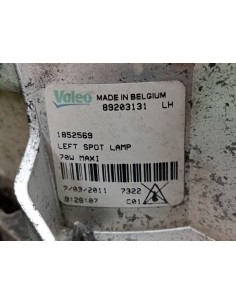 Valeo MADE IN BELGIUM
89203131 LH
1852569
LEFT SPOT LAMP
70W MAXI
7/03/2011 7322
9:28:07 C01